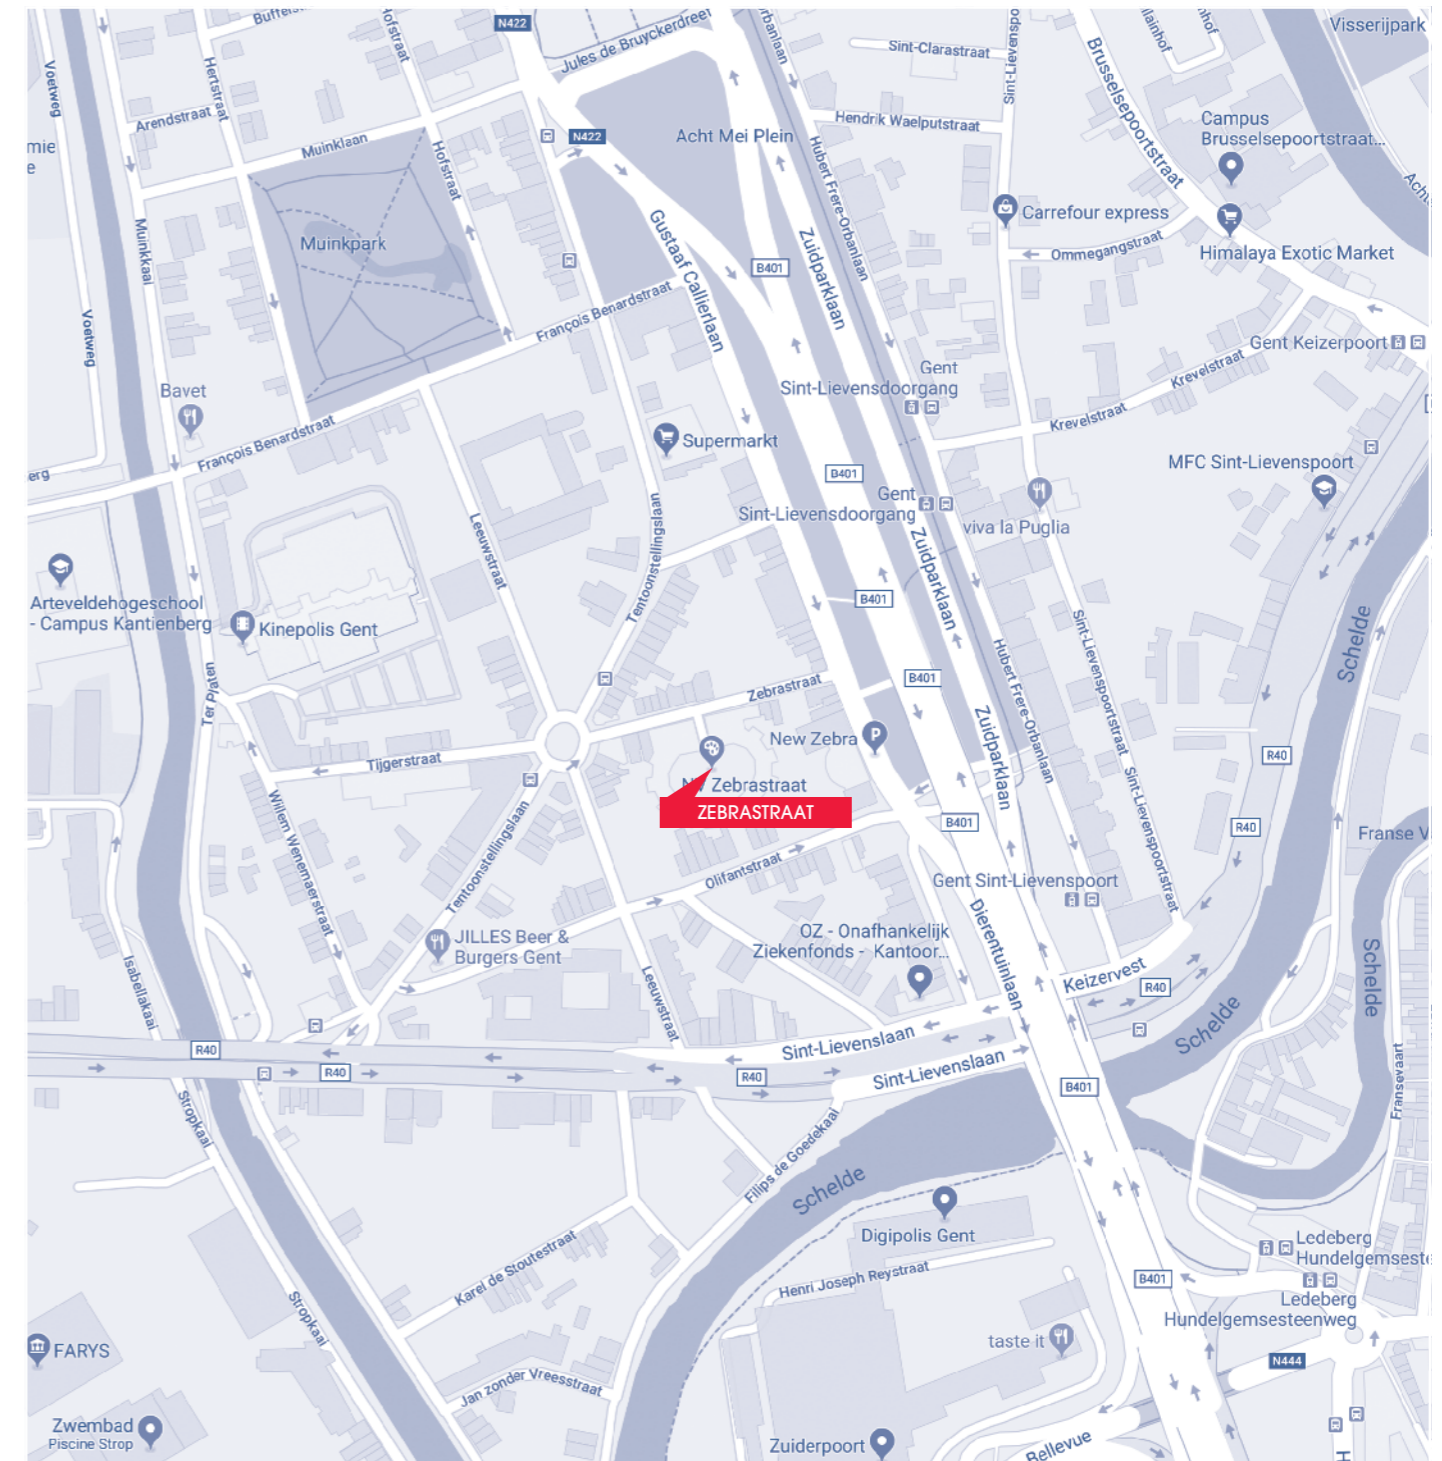 N422
Visserijpark
Jules de Bruyckerdreef
Sint-Clarastraat
Brusselsepoortstraat
Voetweg
Hertstraat
Hofstraat
Arendstraat
Hendrik Waelputstraat
Campus
Brusselsepoortstraat...
N422
Acht Mei Plein
Muinklaan
Hofstraat
Hubert Frere-Orbanlaan
Muinkkaai
Carrefour express
Muinkpark
Gustaaf Callierlaan
Zuidparklaan
Ommegangstraat
Himalaya Exotic Market
B401
François Benardstraat
Voetweg
Gent Keizerpoort
Gent
Sint-Lievensdoorgang
Krevelstraat
Bavet
Krevelstraat
François Benardstraat
Supermarkt
B401
MFC Sint-Lievenspoort
Gent
Sint-Lievensdoorgang
viva la Puglia
Leeuwstraat
Tentoonstellingslaan
Zuidparklaan
Arteveldehogeschool
- Campus Kantienberg
Kinepolis Gent
B401
Sint-Lievenspoortstraat
Schelde
Hubert Frere-Orbanlaan
Ter Platen
Zebrastraat
B401
Zuidparklaan
New Zebra
Tijgerstraat
R40
NV Zebrastraat
ZEBRASTRAAT
Sint-Lievenspoortstraat
Willem Wenemaerstraat
Tentoonstellingslaan
B401
R40
Franse V
Olifantstraat
Gent Sint-Lievenspoort
Dierentuinlaan
JILLES Beer &
Burgers Gent
OZ - Onafhankelijk
Ziekenfonds - Kantoor...
Isabellakaai
Leeuwstraat
Keizervest
R40
Schelde
Schelde
R40
Sint-Lievenslaan
R40
R40
Sint-Lievenslaan
B401
Fransevaart
Stropkaai
Filips de Goedekaai
Schelde
Digipolis Gent
Karel de Stoutestraat
Henri Joseph Reystraat
Ledeberg
Hundelgemseste
B401
Ledeberg
Hundelgemsesteenweg
Stropkaai
FARYS
taste it
N444
Jan zonder Vreesstraat
Zwembad
Piscine Strop
Zuiderpoort
Bellevue